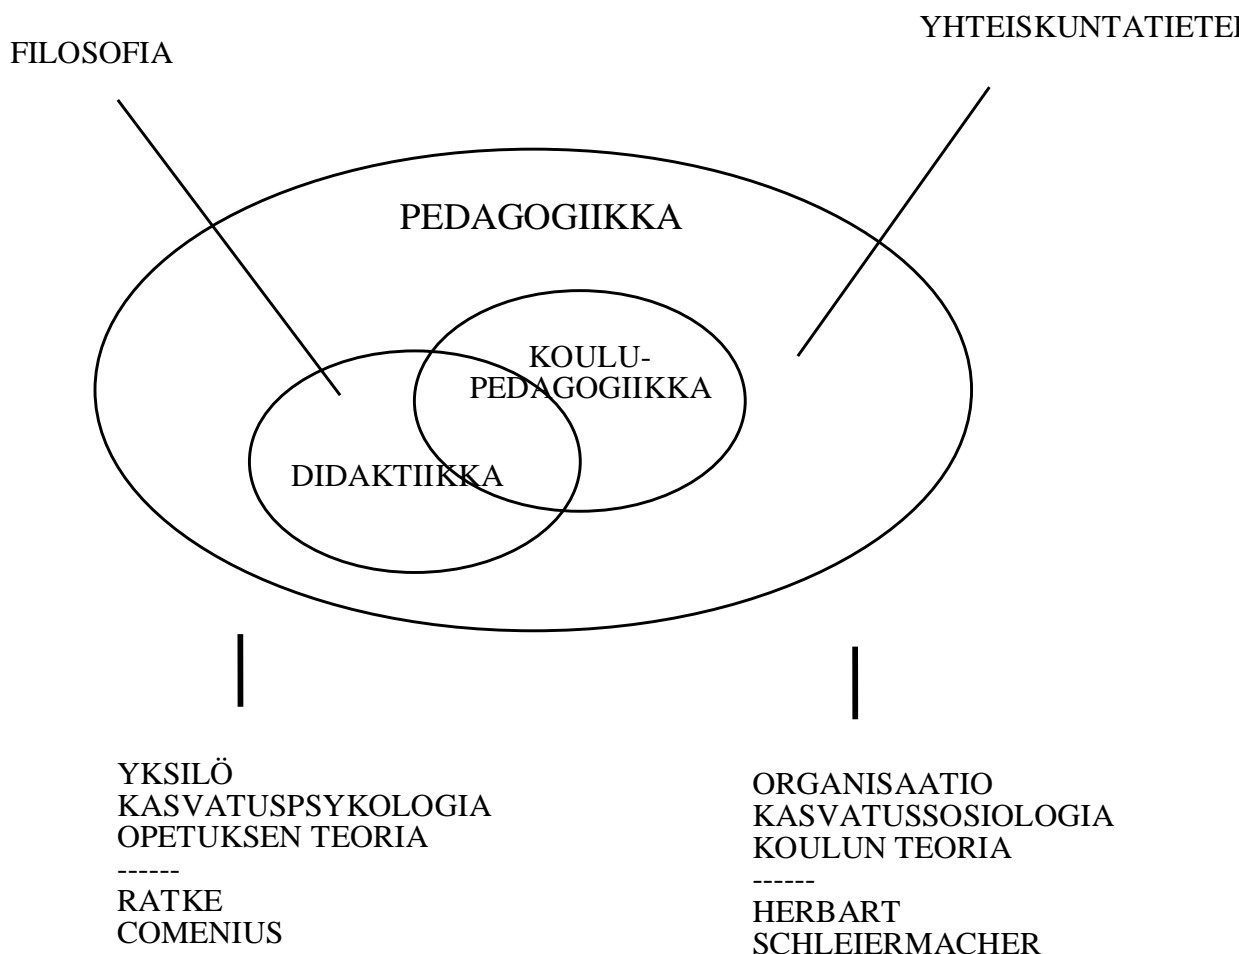 FILOSOFIA
YHTEISKUNTATIETEE
PEDAGOGIIKKA
KOULU-
PEDAGOGIIKKA
DIDAKTIIKKA
YKSILÖ
KASVATUSPSYKOLOGIA
OPETUKSEN TEORIA
------
RATKE
COMENIUS
ORGANISAATIO
KASVATUSSOSIOLOGIA
KOULUN TEORIA
------
HERBART
SCHLEIERMACHER